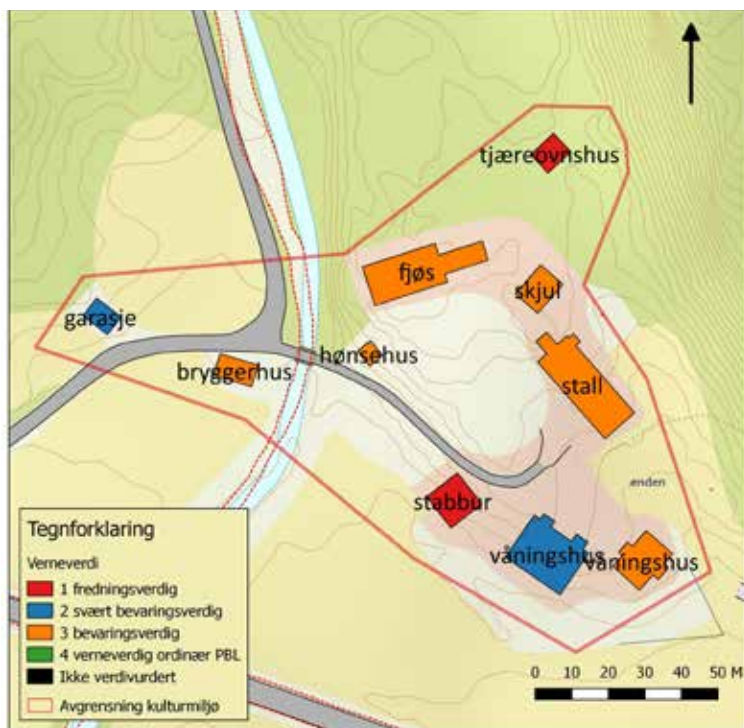 tjæreovnshus
fjøs
skjul
garasje
hønsehus
bryggerhus
stall
ænden
stabbur
våningshus
våningshus
Tegnforklaring
Verneverdi
1 fredningsverdig
2 svært bevaringsverdig
3 bevaringsverdig
4 verneverdig ordinær PBL
Ikke verdivurdert
Avgrensning kulturmiljø
0 10 20 30 40 50 M